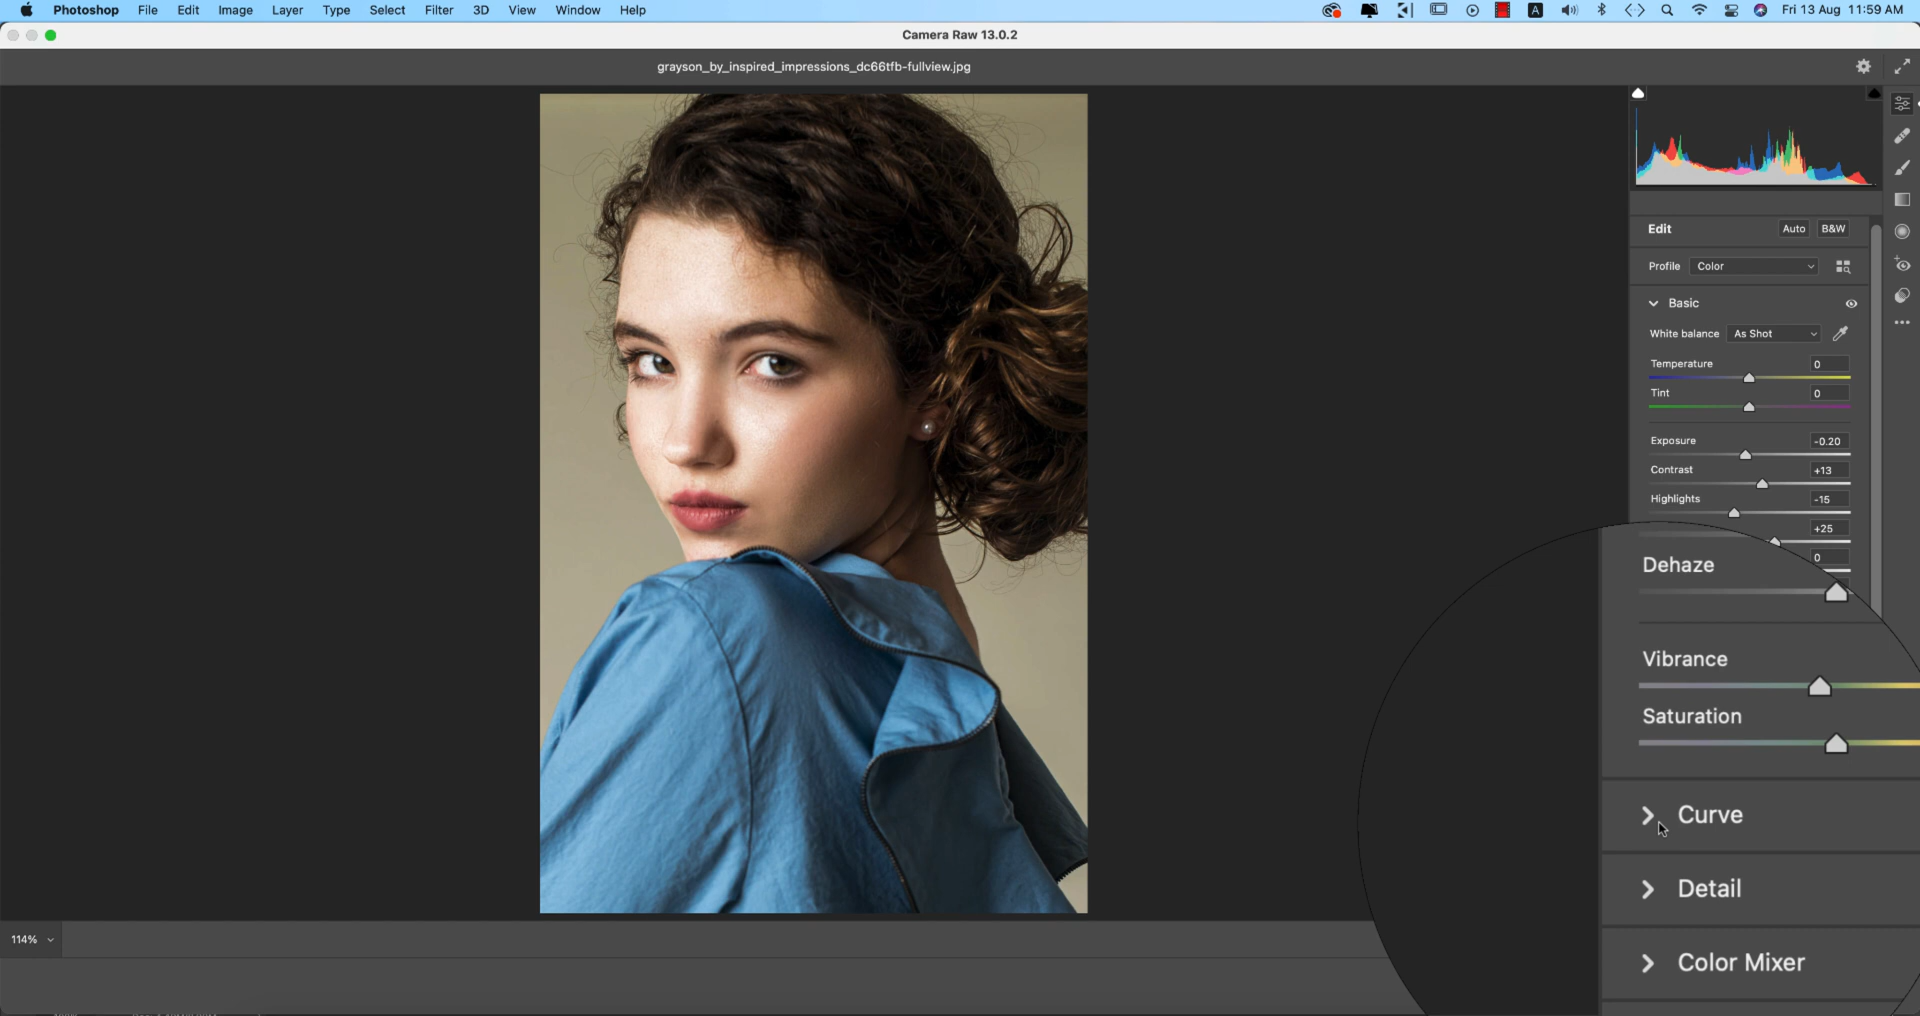 Photoshop File Edit Image Layer Type Select Filter 3D View Window Help A Fri 13 Aug 11:59 AM
Camera Raw 13.0.2
grayson_by_inspired_impressions_dc66tfb-fullview.jpg
Edit Auto B&W
Profile Color
Basic
White balance As Shot
Temperature 0
Tint 0
Exposure -0.20
Contrast +13
Highlights -15
+25
0
Dehaze
Vibrance
Saturation
Curve
Detail
Color Mixer
114%